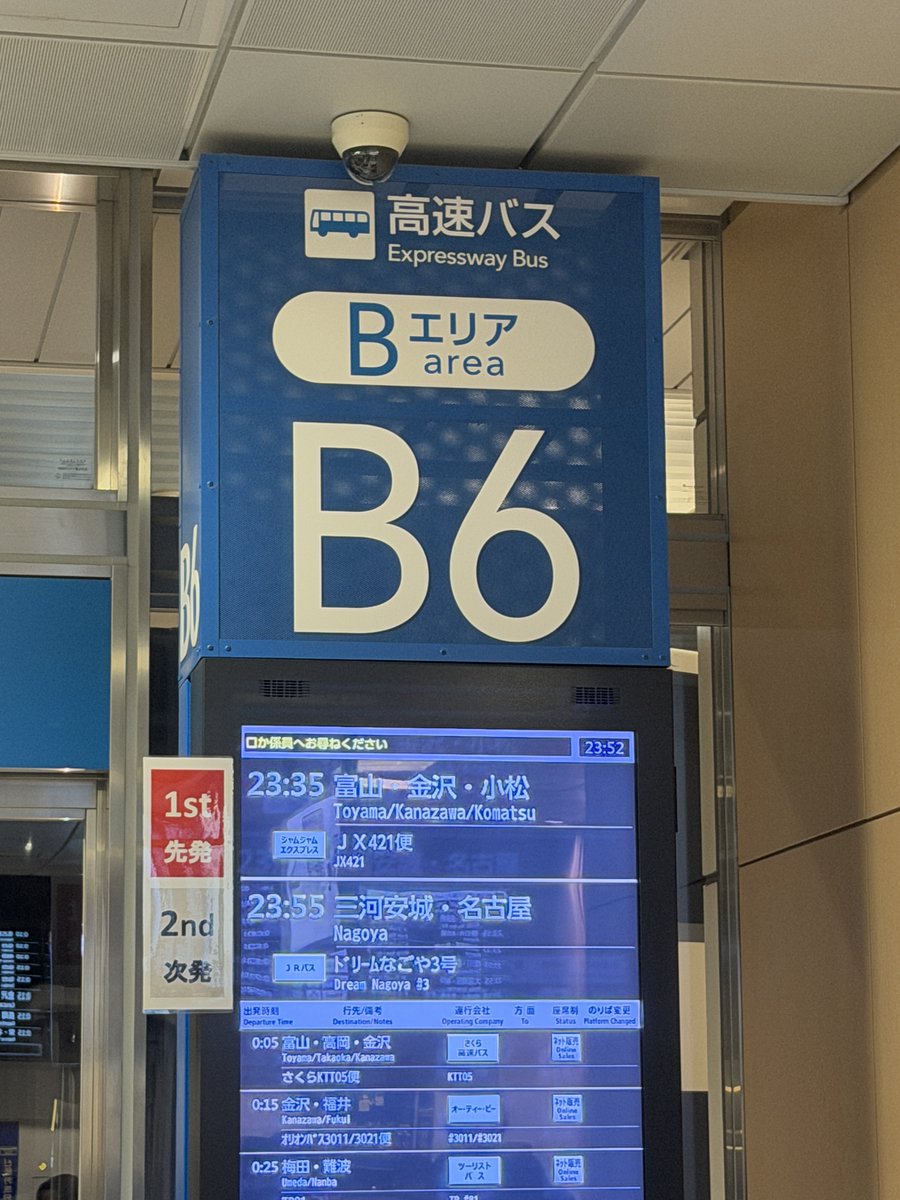 高速バス
Expressway Bus
B エリア
area
B6
B6
口か係員へお尋ねください
23:52
1st
先発
23:35 富山・金沢・小松
Toyama/Kanazawa/Komatsu
ジャムジャム
エクスプレス
JX421便
JX421
2nd
次発
23:55 三河安城・名古屋
Nagoya
JRバス
ドリームなごや3号
Dream Nagoya #3
出発時刻 行先/備考 運行会社 方面 座席制 のりば変更
Departure Time Destination/Notes Operating Company To Status Platform Changed
0:05 富山・高岡・金沢 さくら高速バス ネット販売
Toyama/Takaoka/Kanazawa Online Sales
さくらKTT05便 KTT05
0:15 金沢・福井 オー・ティー・ビー ネット販売
Kanazawa/Fukui Online Sales
オリオンバス3011/3021便 #3011/#3021
0:25 梅田・難波 ツーリストバス ネット販売
Umeda/Nanba Online Sales